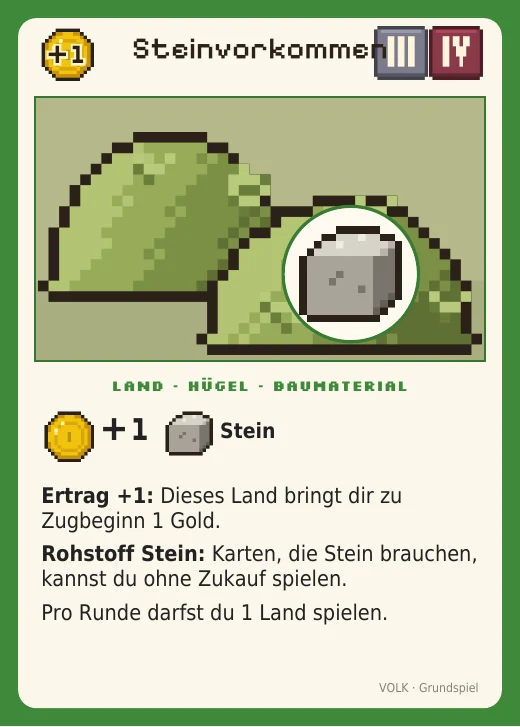 +1 Steinvorkommen III IV
LAND · HÜGEL · BAUMATERIAL
+1 Stein
Ertrag +1: Dieses Land bringt dir zu
Zugbeginn 1 Gold.
Rohstoff Stein: Karten, die Stein brauchen,
kannst du ohne Zukauf spielen.
Pro Runde darfst du 1 Land spielen.
VOLK · Grundspiel